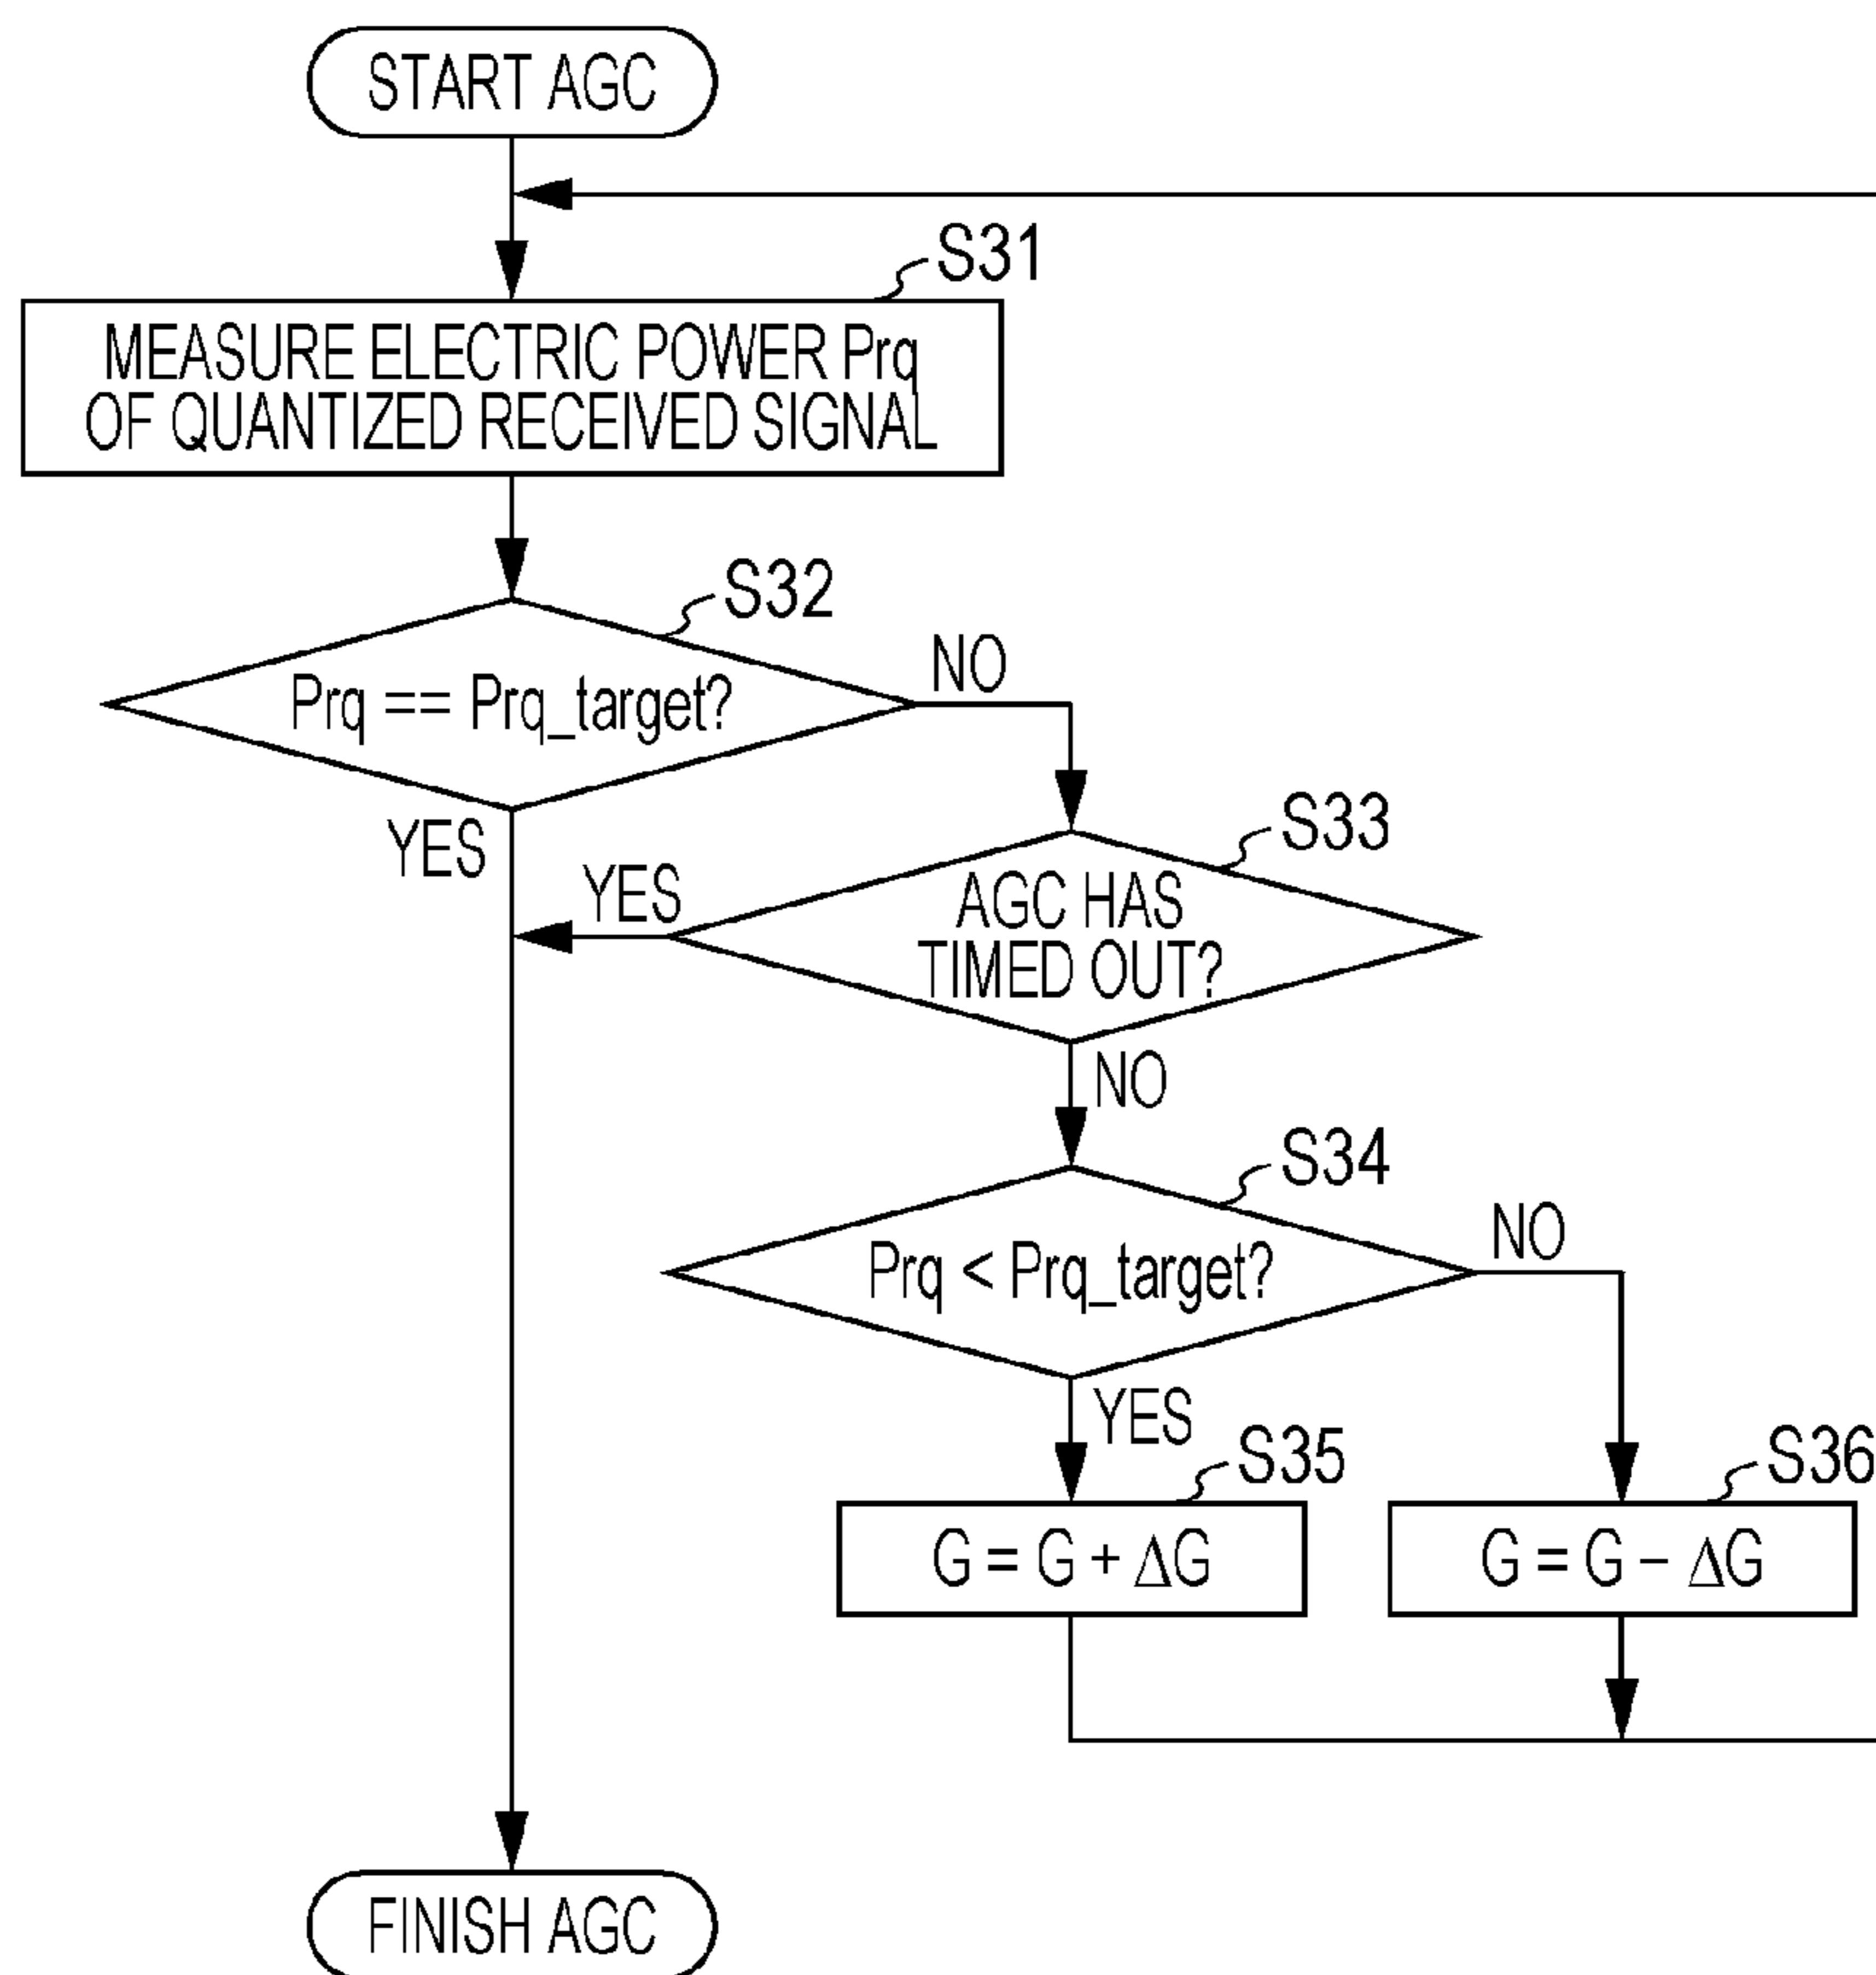 START AGC
S31
MEASURE ELECTRIC POWER Prq
OF QUANTIZED RECEIVED SIGNAL
S32
Prq == Prq_target?
NO
YES
S33
YES
AGC HAS
TIMED OUT?
NO
S34
Prq < Prq_target?
NO
YES
S35
S36
G = G + ΔG
G = G − ΔG
FINISH AGC